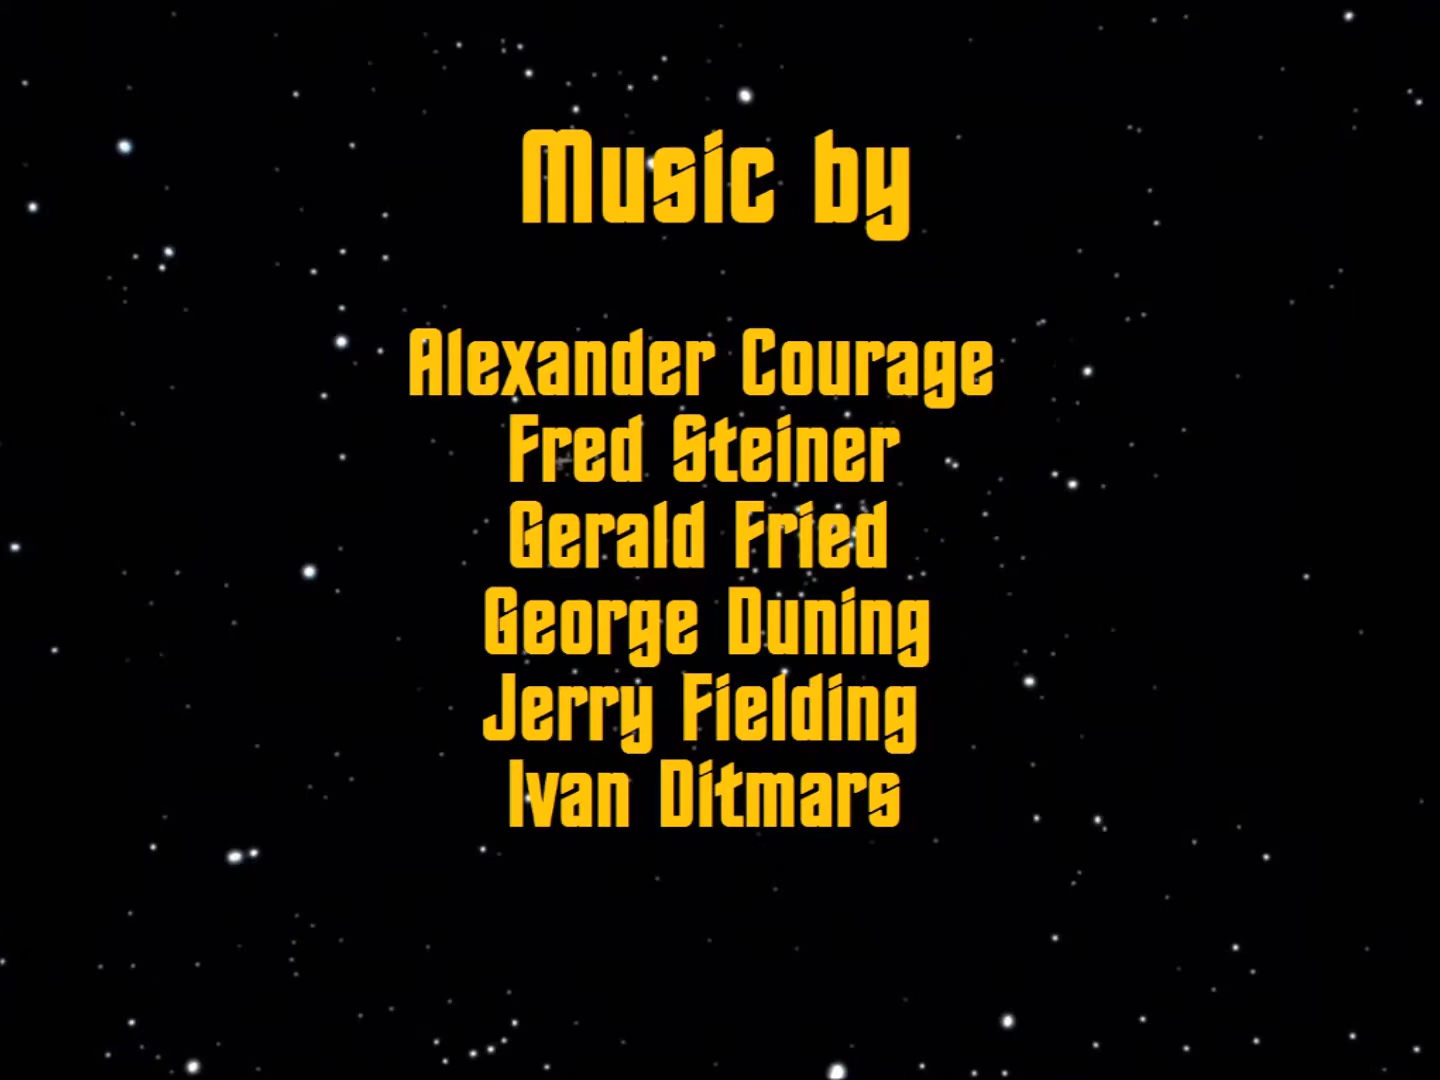 Music by
Alexander Courage
Fred Steiner
Gerald Fried
George Duning
Jerry Fielding
Ivan Ditmars